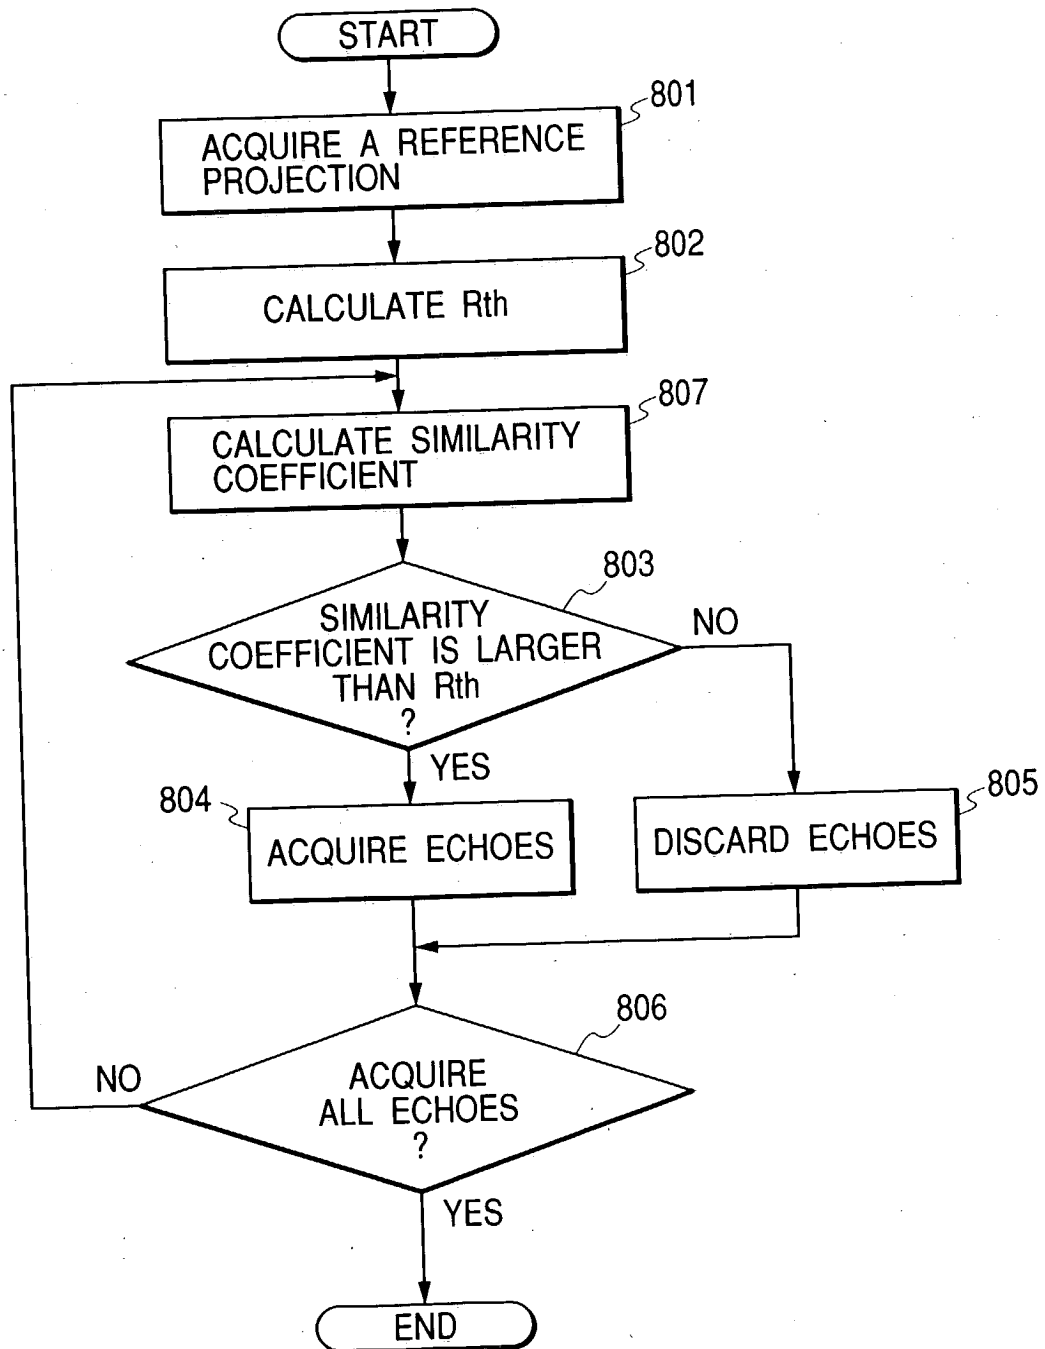 START
801
ACQUIRE A REFERENCE
PROJECTION
802
CALCULATE Rth
807
CALCULATE SIMILARITY
COEFFICIENT
803
SIMILARITY
COEFFICIENT IS LARGER
THAN Rth
?
NO
YES
804
ACQUIRE ECHOES
805
DISCARD ECHOES
806
ACQUIRE
ALL ECHOES
?
NO
YES
END